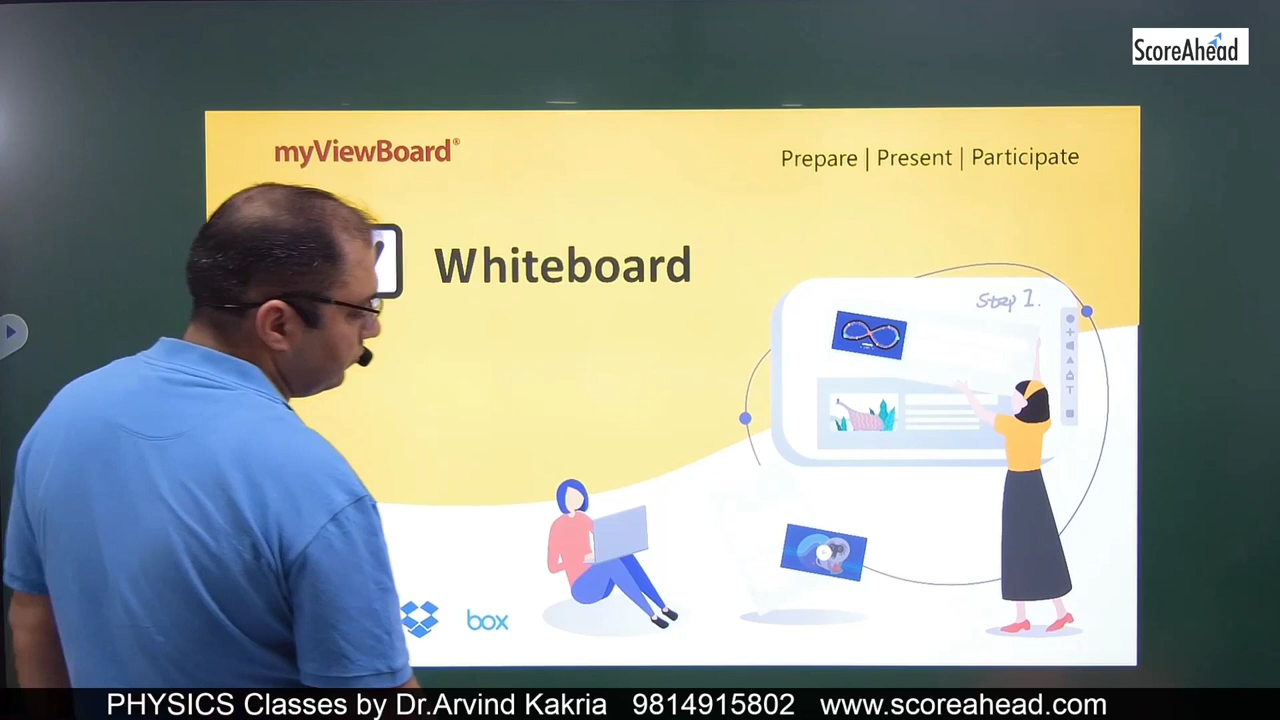 ScoreAhead
myViewBoard®
Prepare | Present | Participate
Whiteboard
Step 1.
T
box
PHYSICS Classes by Dr.Arvind Kakria 9814915802 www.scoreahead.com